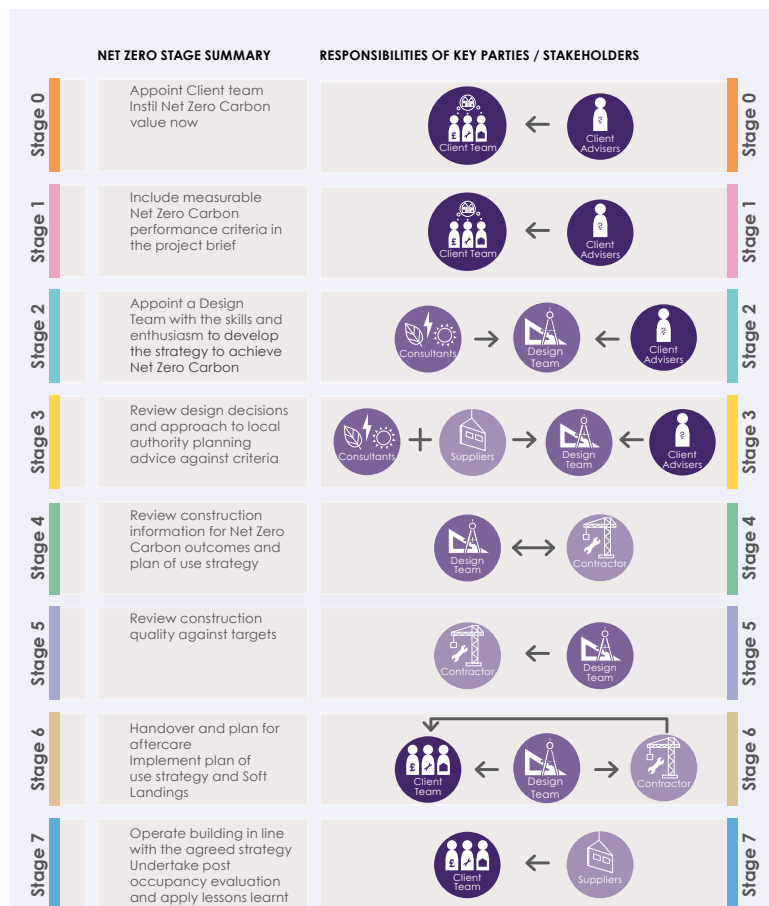 NET ZERO STAGE SUMMARY
RESPONSIBILITIES OF KEY PARTIES / STAKEHOLDERS
Stage 0
Appoint Client team
Instil Net Zero Carbon
value now
£
Client Team
?
Client
Advisers
Stage 0
Stage 1
Include measurable
Net Zero Carbon
performance criteria in
the project brief
£
Client Team
?
Client
Advisers
Stage 1
Stage 2
Appoint a Design
Team with the skills and
enthusiasm to develop
the strategy to achieve
Net Zero Carbon
Consultants
Design
Team
?
Client
Advisers
Stage 2
Stage 3
Review design decisions
and approach to local
authority planning
advice against criteria
Consultants
+
Suppliers
Design
Team
?
Client
Advisers
Stage 3
Stage 4
Review construction
information for Net Zero
Carbon outcomes and
plan of use strategy
Design
Team
Contractor
Stage 4
Stage 5
Review construction
quality against targets
Contractor
Design
Team
Stage 5
Stage 6
Handover and plan for
aftercare
Implement plan of
use strategy and Soft
Landings
£
Client
Team
Design
Team
Contractor
Stage 6
Stage 7
Operate building in line
with the agreed strategy
Undertake post
occupancy evaluation
and apply lessons learnt
£
Client
Team
Suppliers
Stage 7